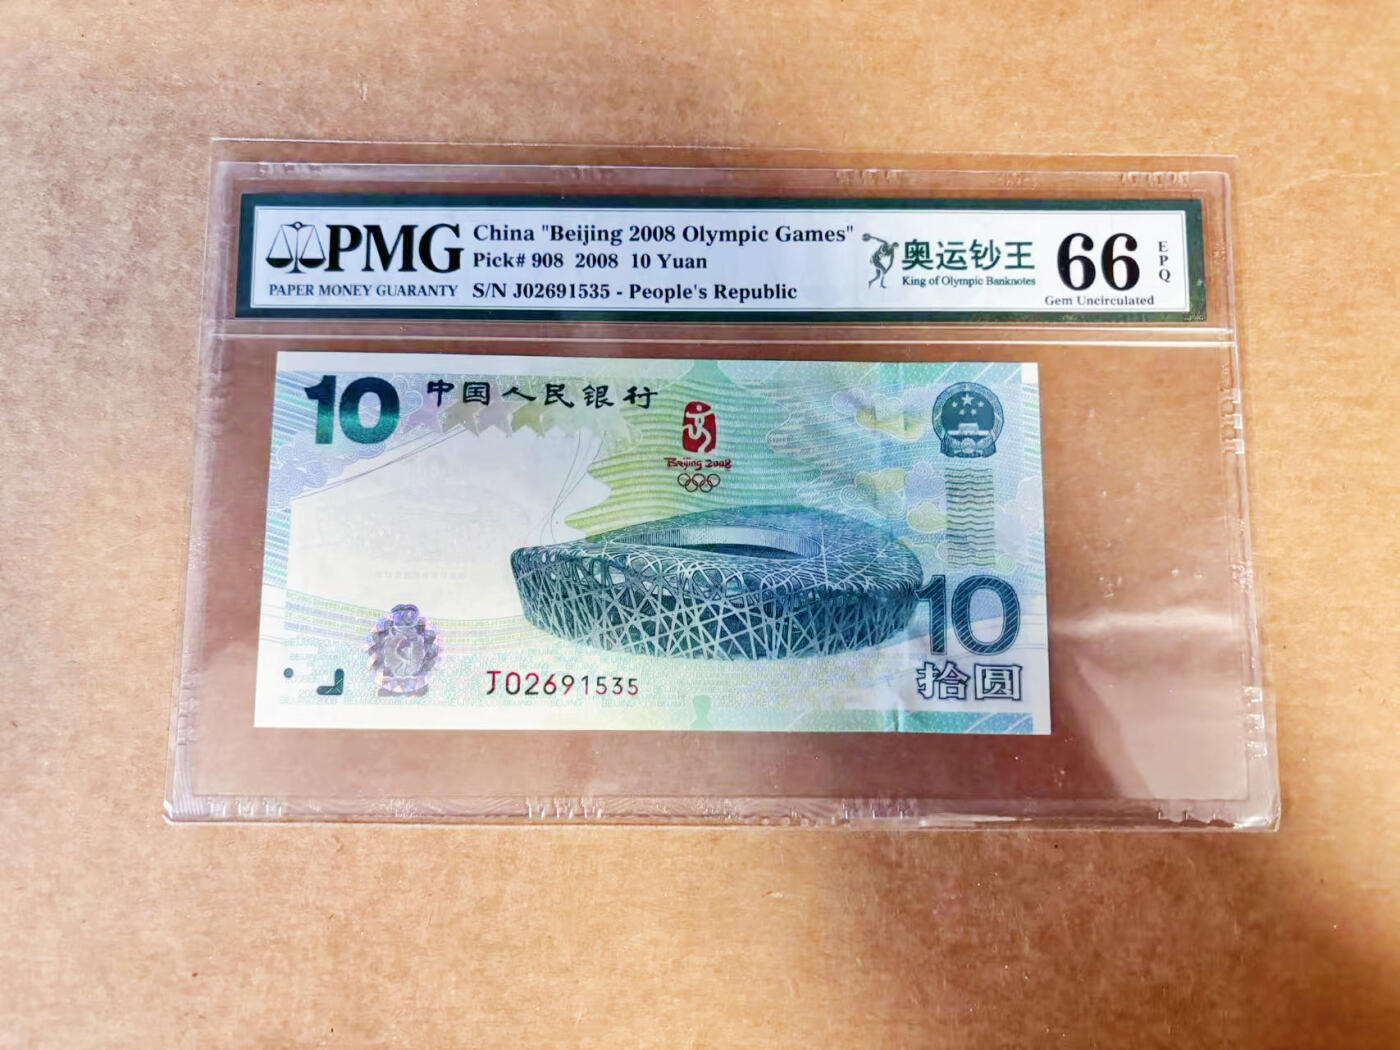 PMG
PAPER MONEY GUARANTY
China "Beijing 2008 Olympic Games"
Pick# 908 2008 10 Yuan
S/N J02691535 - People's Republic
奥运钞王
King of Olympic Banknotes
66
EPQ
Gem Uncirculated
10
中国人民银行
Beijing 2008
10
拾圆
J02691535